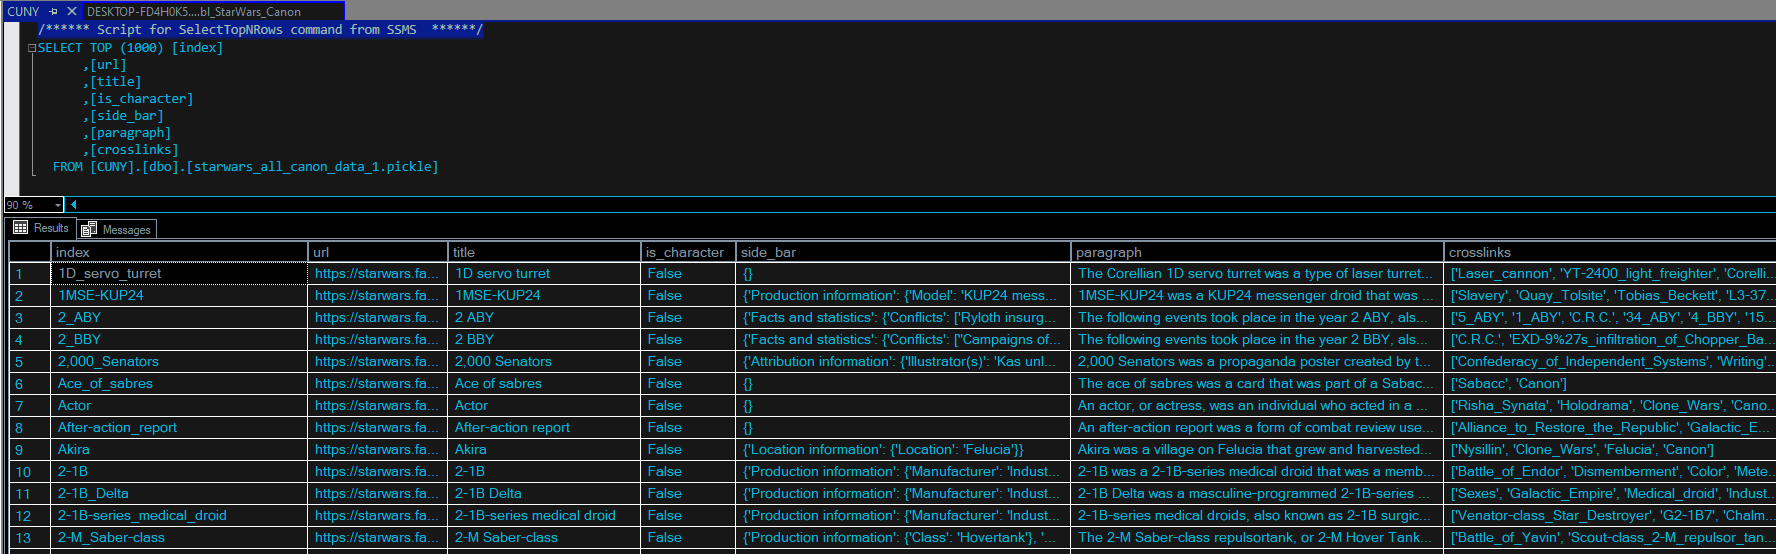 CUNY DESKTOP-FD4H0K5....bl_StarWars_Canon
/****** Script for SelectTopNRows command from SSMS  ******/
SELECT TOP (1000) [index]
,[url]
,[title]
,[is_character]
,[side_bar]
,[paragraph]
,[crosslinks]
FROM [CUNY].[dbo].[starwars_all_canon_data_1.pickle]
90 %
Results Messages
index url title is_character side_bar paragraph crosslinks
1 1D_servo_turret https://starwars.fa... 1D servo turret False {} The Corellian 1D servo turret was a type of laser turret... ['Laser_cannon', 'YT-2400_light_freighter', 'Corelli...
2 1MSE-KUP24 https://starwars.fa... 1MSE-KUP24 False {'Production information': {'Model': 'KUP24 mess... 1MSE-KUP24 was a KUP24 messenger droid that was ... ['Slavery', 'Quay_Tolsite', 'Tobias_Beckett', 'L3-37...
3 2_ABY https://starwars.fa... 2 ABY False {'Facts and statistics': {'Conflicts': ['Ryloth insurg... The following events took place in the year 2 ABY, als... ['5_ABY', '1_ABY', 'C.R.C.', '34_ABY', '4_BBY', '15...
4 2_BBY https://starwars.fa... 2 BBY False {'Facts and statistics': {'Conflicts': ["Campaigns of... The following events took place in the year 2 BBY, als... ['C.R.C.', 'EXD-9%27s_infiltration_of_Chopper_Ba...
5 2,000_Senators https://starwars.fa... 2,000 Senators False {'Attribution information': {'Illustrator(s)': 'Kas unl... 2,000 Senators was a propaganda poster created by t... ['Confederacy_of_Independent_Systems', 'Writing'...
6 Ace_of_sabres https://starwars.fa... Ace of sabres False {} The ace of sabres was a card that was part of a Sabac... ['Sabacc', 'Canon']
7 Actor https://starwars.fa... Actor False {} An actor, or actress, was an individual who acted in a ... ['Risha_Synata', 'Holodrama', 'Clone_Wars', 'Cano...
8 After-action_report https://starwars.fa... After-action report False {} An after-action report was a form of combat review use... ['Alliance_to_Restore_the_Republic', 'Galactic_E...
9 Akira https://starwars.fa... Akira False {'Location information': {'Location': 'Felucia'}} Akira was a village on Felucia that grew and harvested... ['Nysillin', 'Clone_Wars', 'Felucia', 'Canon']
10 2-1B https://starwars.fa... 2-1B False {'Production information': {'Manufacturer': 'Indust... 2-1B was a 2-1B-series medical droid that was a memb... ['Battle_of_Endor', 'Dismemberment', 'Color', 'Mete...
11 2-1B_Delta https://starwars.fa... 2-1B Delta False {'Production information': {'Manufacturer': 'Indust... 2-1B Delta was a masculine-programmed 2-1B-series ... ['Sexes', 'Galactic_Empire', 'Medical_droid', 'Indust...
12 2-1B-series_medical_droid https://starwars.fa... 2-1B-series medical droid False {'Production information': {'Manufacturer': 'Indust... 2-1B-series medical droids, also known as 2-1B surgic... ['Venator-class_Star_Destroyer', 'G2-1B7', 'Chalm...
13 2-M_Saber-class https://starwars.fa... 2-M Saber-class False {'Production information': {'Class': 'Hovertank'}, '... The 2-M Saber-class repulsortank, or 2-M Hover Tank... ['Battle_of_Yavin', 'Scout-class_2-M_repulsor_tan...